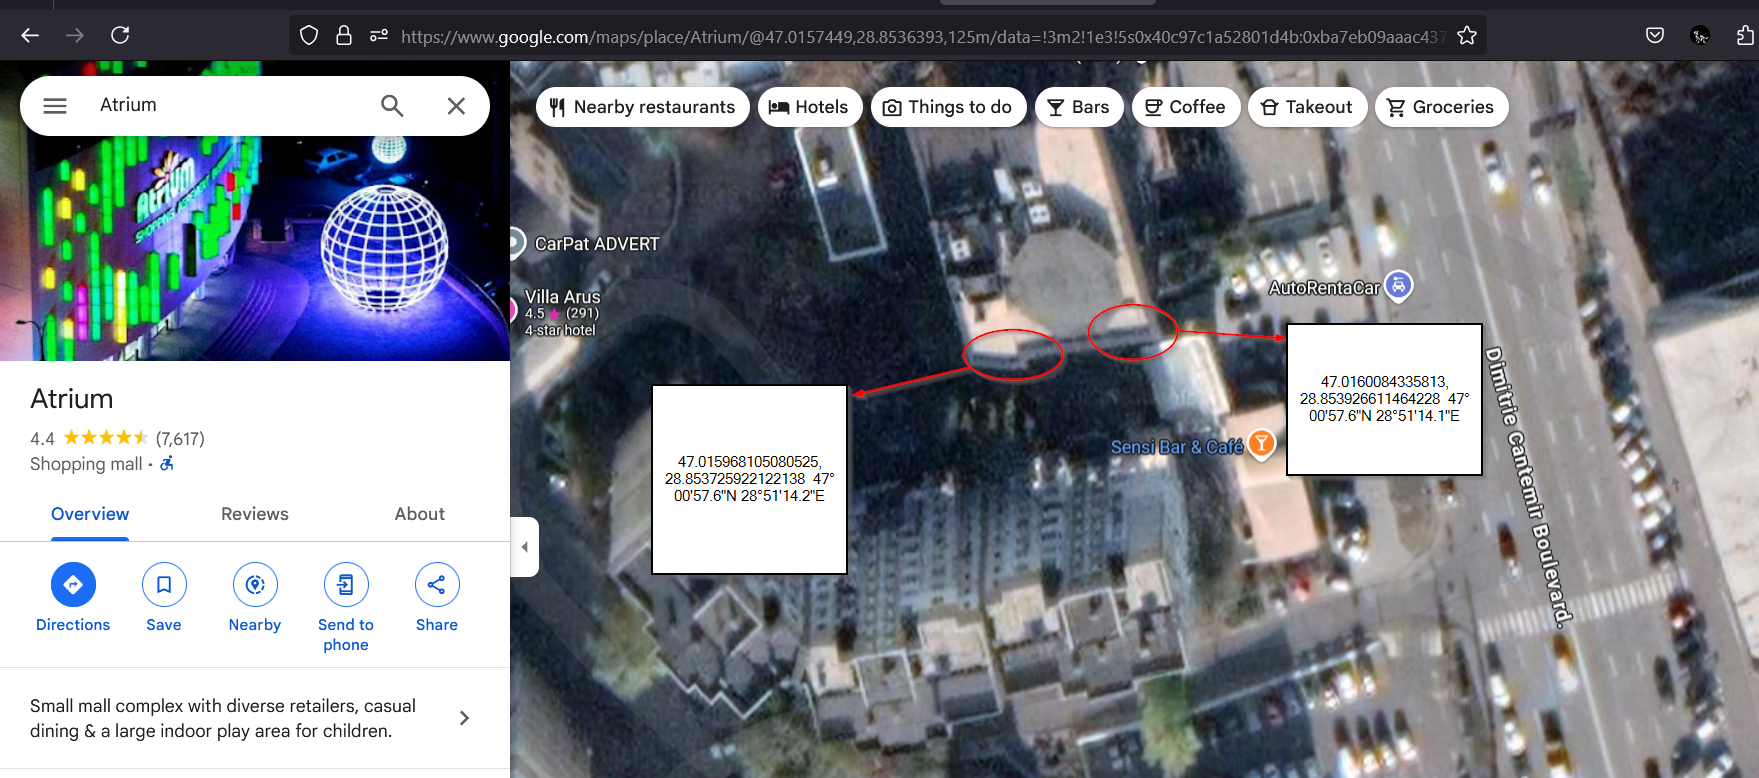 https://www.google.com/maps/place/Atrium/@47.0157449,28.8536393,125m/data=!3m2!1e3!5s0x40c97c1a52801d4b:0xba7eb09aaac437
Atrium
Nearby restaurants
Hotels
Things to do
Bars
Coffee
Takeout
Groceries
atrium
CarPat ADVERT
Villa Arus
4.5 ★ (291)
4-star hotel
AutoRentaCar
47.0160084335813,
28.853926611464228 47°
00'57.6"N 28°51'14.1"E
Dimitrie Cantemir Boulevard.
Sensi Bar & Café
47.015968105080525,
28.853725922122138 47°
00'57.6"N 28°51'14.2"E
Atrium
4.4 ★★★★★ (7,617)
Shopping mall ·
Overview
Reviews
About
Directions
Save
Nearby
Send to
phone
Share
Small mall complex with diverse retailers, casual
dining & a large indoor play area for children.